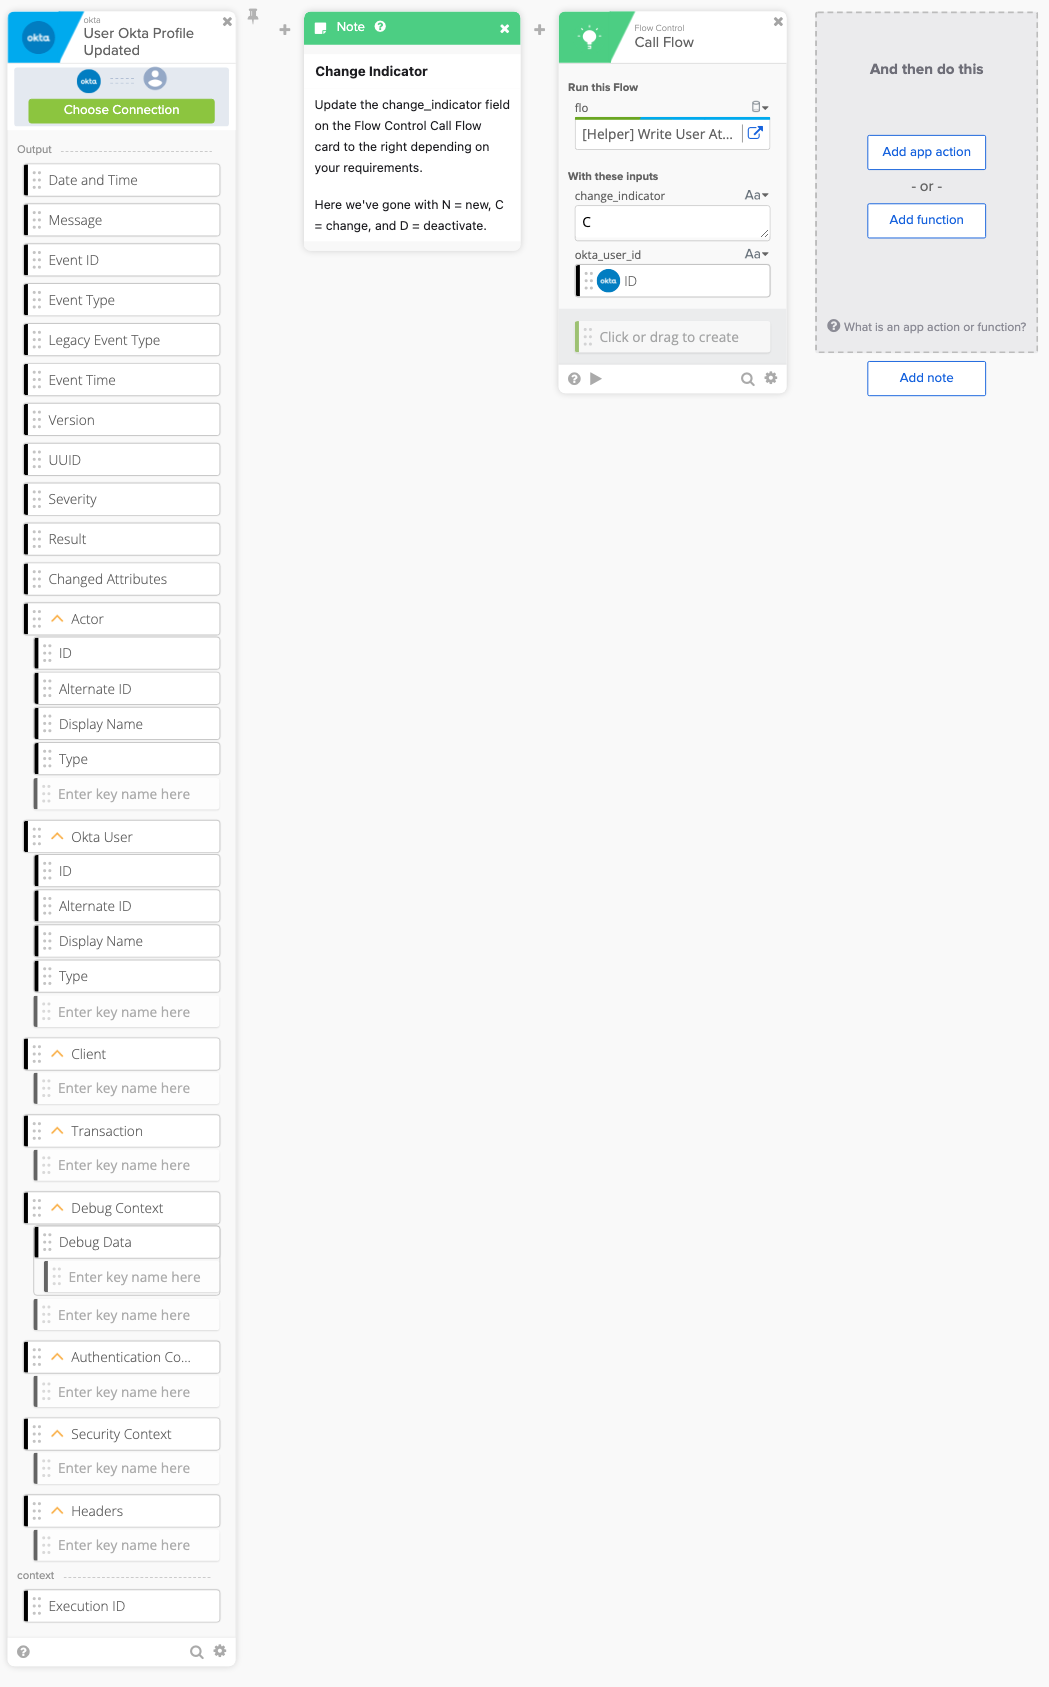 okta
okta
User Okta Profile
Updated
okta
Choose Connection
Output
Date and Time
Message
Event ID
Event Type
Legacy Event Type
Event Time
Version
UUID
Severity
Result
Changed Attributes
Actor
ID
Alternate ID
Display Name
Type
Enter key name here
Okta User
ID
Alternate ID
Display Name
Type
Enter key name here
Client
Enter key name here
Transaction
Enter key name here
Debug Context
Debug Data
Enter key name here
Enter key name here
Authentication Co...
Enter key name here
Security Context
Enter key name here
Headers
Enter key name here
context
Execution ID
Note
Change Indicator
Update the change_indicator field
on the Flow Control Call Flow
card to the right depending on
your requirements.
Here we've gone with N = new, C
= change, and D = deactivate.
Flow Control
Call Flow
Run this Flow
flo
[Helper] Write User At...
With these inputs
change_indicator
Aa
C
okta_user_id
Aa
okta
ID
Click or drag to create
And then do this
Add app action
- or -
Add function
What is an app action or function?
Add note